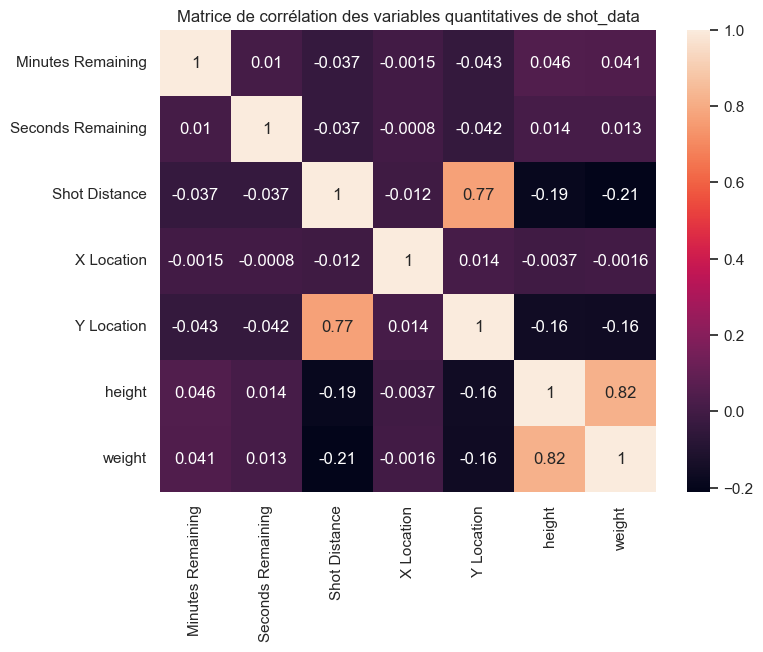 Matrice de corrélation des variables quantitatives de shot_data
Minutes Remaining 1 0.01 -0.037 -0.0015 -0.043 0.046 0.041
Seconds Remaining 0.01 1 -0.037 -0.0008 -0.042 0.014 0.013
Shot Distance -0.037 -0.037 1 -0.012 0.77 -0.19 -0.21
X Location -0.0015 -0.0008 -0.012 1 0.014 -0.0037 -0.0016
Y Location -0.043 -0.042 0.77 0.014 1 -0.16 -0.16
height 0.046 0.014 -0.19 -0.0037 -0.16 1 0.82
weight 0.041 0.013 -0.21 -0.0016 -0.16 0.82 1
Minutes Remaining
Seconds Remaining
Shot Distance
X Location
Y Location
height
weight
1.0
0.8
0.6
0.4
0.2
0.0
−0.2